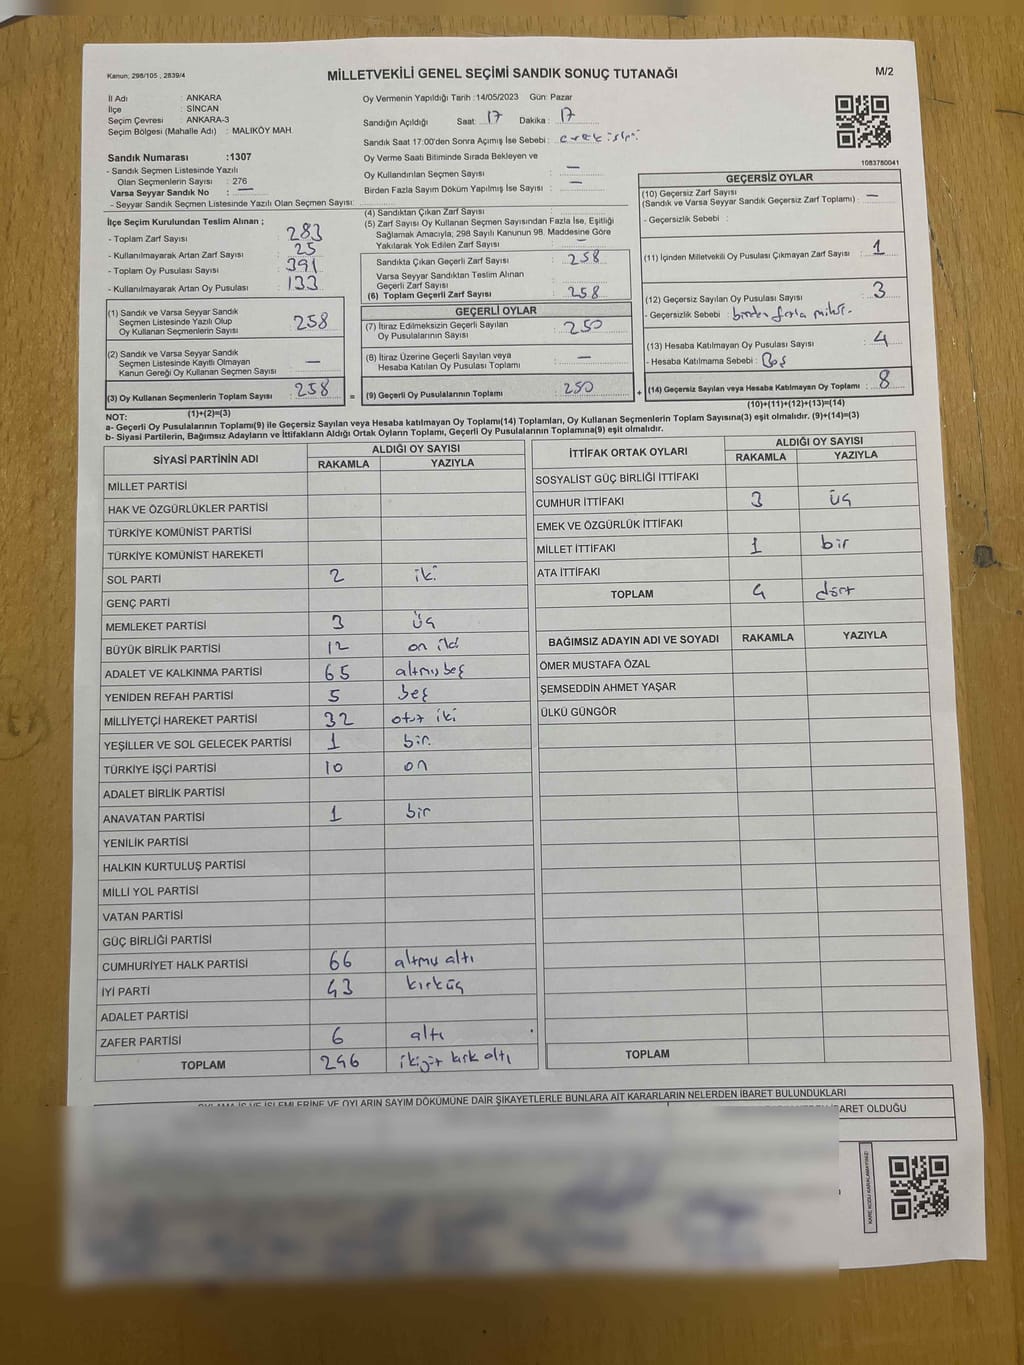 Kanun; 298/105 , 2839/4
MİLLETVEKİLİ GENEL SEÇİMİ SANDIK SONUÇ TUTANAĞI
M/2
İl Adı : ANKARA
İlçe : SİNCAN
Seçim Çevresi : ANKARA-3
Seçim Bölgesi (Mahalle Adı) : MALIKÖY MAH.
Sandık Numarası :1307
- Sandık Seçmen Listesinde Yazılı
Olan Seçmenlerin Sayısı : 276
Varsa Seyyar Sandık No : —
- Seyyar Sandık Seçmen Listesinde Yazılı Olan Seçmen Sayısı:
Oy Vermenin Yapıldığı Tarih :14/05/2023 Gün: Pazar
Sandığın Açıldığı Saat: 17 Dakika : 17
Sandık Saat 17:00'den Sonra Açımış İse Sebebi :
Oy Verme Saati Bitiminde Sırada Bekleyen ve
Oy Kullandırılan Seçmen Sayısı : —
Birden Fazla Sayım Döküm Yapılmış İse Sayısı : —
1083780041
İlçe Seçim Kurulundan Teslim Alınan ;
- Toplam Zarf Sayısı : 283
- Kullanılmayarak Artan Zarf Sayısı : 25
- Toplam Oy Pusulası Sayısı : 391
- Kullanılmayarak Artan Oy Pusulası : 133
(1) Sandık ve Varsa Seyyar Sandık
Seçmen Listesinde Yazılı Olup
Oy Kullanan Seçmenlerin Sayısı : 258
(2) Sandık ve Varsa Seyyar Sandık
Seçmen Listesinde Kayıtlı Olmayan
Kanun Gereği Oy Kullanan Seçmen Sayısı : —
(3) Oy Kullanan Seçmenlerin Toplam Sayısı : 258
(1)+(2)=(3)
(4) Sandıktan Çıkan Zarf Sayısı :
(5) Zarf Sayısı Oy Kullanan Seçmen Sayısından Fazla İse, Eşitliği
Sağlamak Amacıyla, 298 Sayılı Kanunun 98. Maddesine Göre
Yakılarak Yok Edilen Zarf Sayısı : —
Sandıkta Çıkan Geçerli Zarf Sayısı : 258
Varsa Seyyar Sandıktan Teslim Alınan
Geçerli Zarf Sayısı :
(6) Toplam Geçerli Zarf Sayısı : 258
GEÇERLİ OYLAR
(7) İtiraz Edilmeksizin Geçerli Sayılan
Oy Pusulalarının Sayısı : 250
(8) İtiraz Üzerine Geçerli Sayılan veya
Hesaba Katılan Oy Pusulası Toplamı : —
= (9) Geçerli Oy Pusulalarının Toplamı : 250
GEÇERSİZ OYLAR
(10) Geçersiz Zarf Sayısı
(Sandık ve Varsa Seyyar Sandık Geçersiz Zarf Toplamı) : —
- Geçersizlik Sebebi :
(11) İçinden Milletvekili Oy Pusulası Çıkmayan Zarf Sayısı : 1
(12) Geçersiz Sayılan Oy Pusulası Sayısı : 3
- Geçersizlik Sebebi : birden fazla mühür.
(13) Hesaba Katılmayan Oy Pusulası Sayısı : 4
- Hesaba Katılmama Sebebi : Boş
+ (14) Geçersiz Sayılan veya Hesaba Katılmayan Oy Toplamı : 8
(10)+(11)+(12)+(13)=(14)
NOT:
a- Geçerli Oy Pusulalarının Toplamı(9) ile Geçersiz Sayılan veya Hesaba katılmayan Oy Toplamı(14) Toplamları, Oy Kullanan Seçmenlerin Toplam Sayısına(3) eşit olmalıdır. (9)+(14)=(3)
b- Siyasi Partilerin, Bağımsız Adayların ve İttifakların Aldığı Ortak Oyların Toplamı, Geçerli Oy Pusulalarının Toplamına(9) eşit olmalıdır.
SİYASİ PARTİNİN ADI ALDIĞI OY SAYISI
RAKAMLA YAZIYLA
MİLLET PARTİSİ
HAK VE ÖZGÜRLÜKLER PARTİSİ
TÜRKİYE KOMÜNİST PARTİSİ
TÜRKİYE KOMÜNİST HAREKETİ
SOL PARTİ 2 iki
GENÇ PARTİ
MEMLEKET PARTİSİ 3 üç
BÜYÜK BİRLİK PARTİSİ 12 on iki
ADALET VE KALKINMA PARTİSİ 65 altmış beş
YENİDEN REFAH PARTİSİ 5 beş
MİLLİYETÇİ HAREKET PARTİSİ 32 otuz iki
YEŞİLLER VE SOL GELECEK PARTİSİ 1 bir.
TÜRKİYE İŞÇİ PARTİSİ 10 on
ADALET BİRLİK PARTİSİ
ANAVATAN PARTİSİ 1 bir
YENİLİK PARTİSİ
HALKIN KURTULUŞ PARTİSİ
MİLLİ YOL PARTİSİ
VATAN PARTİSİ
GÜÇ BİRLİĞİ PARTİSİ
CUMHURİYET HALK PARTİSİ 66 altmış altı
İYİ PARTİ 43 kırküç
ADALET PARTİSİ
ZAFER PARTİSİ 6 altı
TOPLAM 246 ikiyüz kırk altı
İTTİFAK ORTAK OYLARI ALDIĞI OY SAYISI
RAKAMLA YAZIYLA
SOSYALİST GÜÇ BİRLİĞİ İTTİFAKI
CUMHUR İTTİFAKI 3 üç
EMEK VE ÖZGÜRLÜK İTTİFAKI
MİLLET İTTİFAKI 1 bir
ATA İTTİFAKI
TOPLAM 4 dört
BAĞIMSIZ ADAYIN ADI VE SOYADI RAKAMLA YAZIYLA
ÖMER MUSTAFA ÖZAL
ŞEMSEDDİN AHMET YAŞAR
ÜLKÜ GÜNGÖR
TOPLAM
OYLAMA İŞ VE İŞLEMLERİNE VE OYLARIN SAYIM DÖKÜMÜNE DAİR ŞİKAYETLERLE BUNLARA AİT KARARLARIN NELERDEN İBARET BULUNDUKLARI
İBARET OLDUĞU